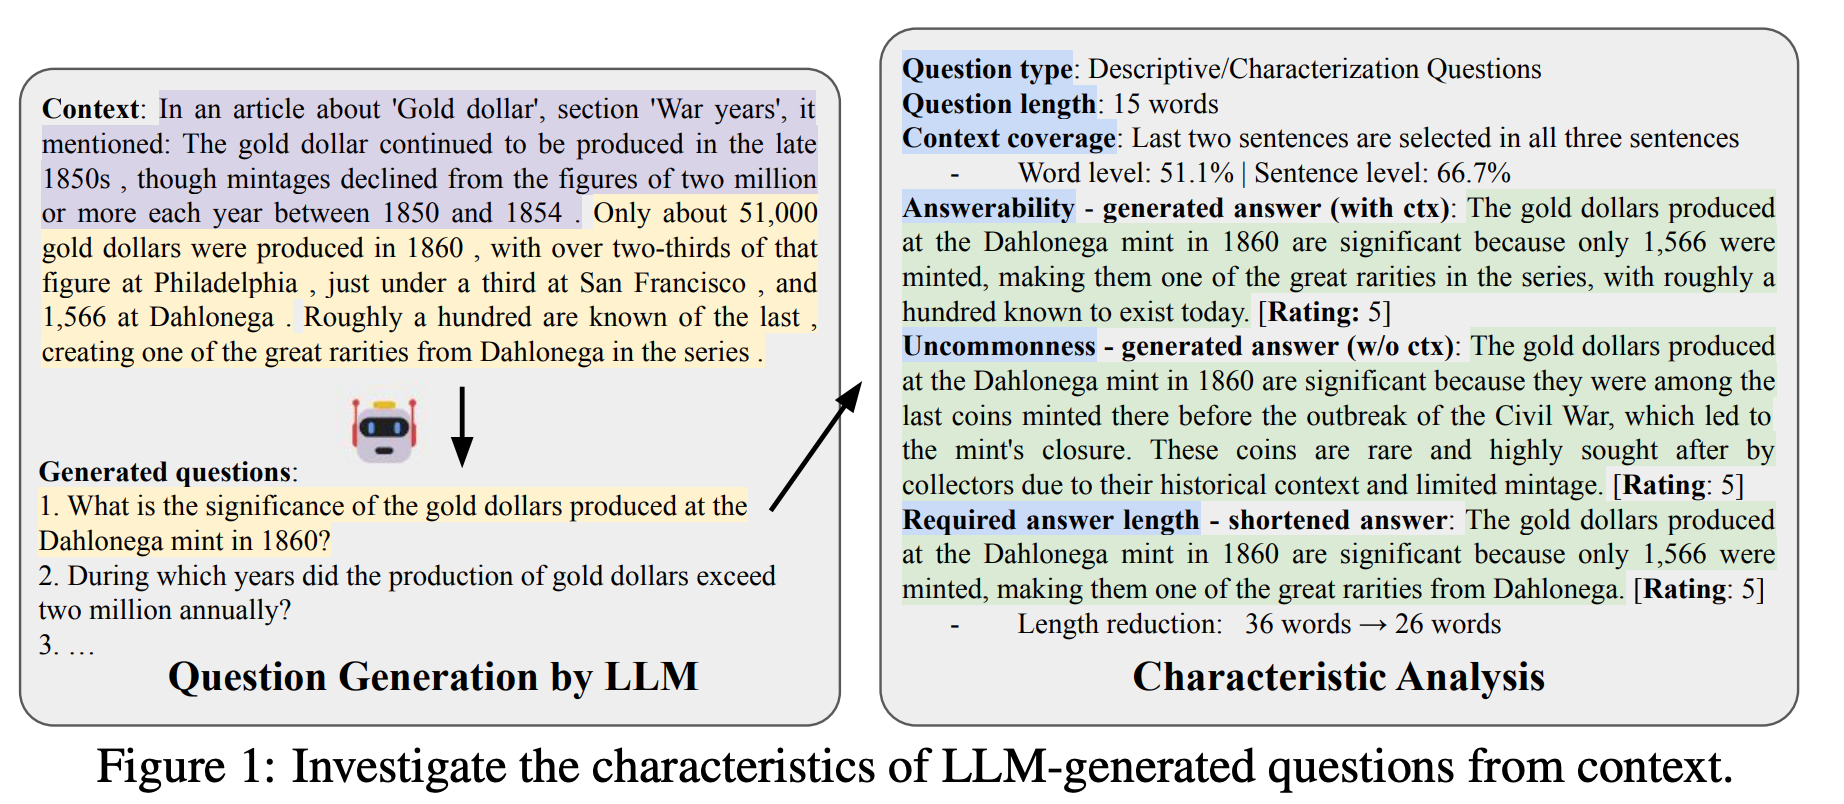 Context: In an article about 'Gold dollar', section 'War years', it
mentioned: The gold dollar continued to be produced in the late
1850s , though mintages declined from the figures of two million
or more each year between 1850 and 1854 . Only about 51,000
gold dollars were produced in 1860 , with over two-thirds of that
figure at Philadelphia , just under a third at San Francisco , and
1,566 at Dahlonega . Roughly a hundred are known of the last ,
creating one of the great rarities from Dahlonega in the series .
Generated questions:
1. What is the significance of the gold dollars produced at the
Dahlonega mint in 1860?
2. During which years did the production of gold dollars exceed
two million annually?
3. …
Question Generation by LLM
Question type: Descriptive/Characterization Questions
Question length: 15 words
Context coverage: Last two sentences are selected in all three sentences
- Word level: 51.1% | Sentence level: 66.7%
Answerability - generated answer (with ctx): The gold dollars produced
at the Dahlonega mint in 1860 are significant because only 1,566 were
minted, making them one of the great rarities in the series, with roughly a
hundred known to exist today. [Rating: 5]
Uncommonness - generated answer (w/o ctx): The gold dollars produced
at the Dahlonega mint in 1860 are significant because they were among the
last coins minted there before the outbreak of the Civil War, which led to
the mint's closure. These coins are rare and highly sought after by
collectors due to their historical context and limited mintage. [Rating: 5]
Required answer length - shortened answer: The gold dollars produced
at the Dahlonega mint in 1860 are significant because only 1,566 were
minted, making them one of the great rarities from Dahlonega. [Rating: 5]
- Length reduction: 36 words → 26 words
Characteristic Analysis
Figure 1: Investigate the characteristics of LLM-generated questions from context.